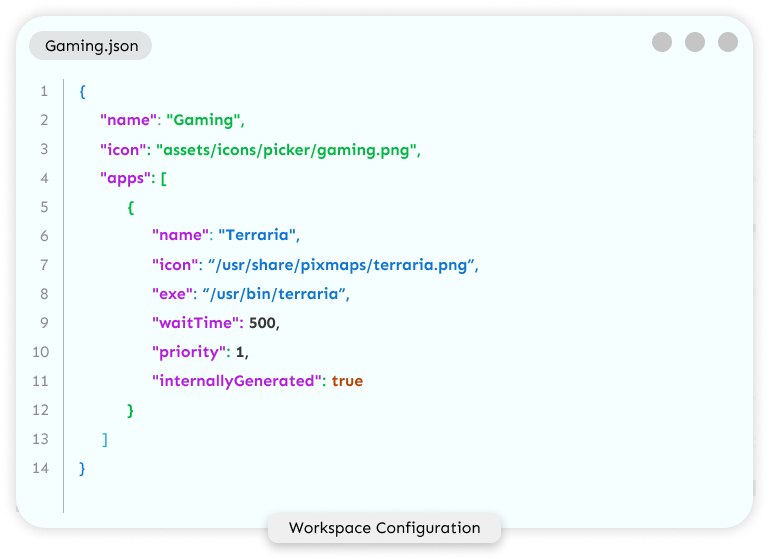 Gaming.json
1 {
2 "name": "Gaming",
3 "icon": "assets/icons/picker/gaming.png",
4 "apps": [
5 {
6 "name": "Terraria",
7 "icon": “/usr/share/pixmaps/terraria.png”,
8 "exe": “/usr/bin/terraria”,
9 "waitTime": 500,
10 "priority": 1,
11 "internallyGenerated": true
12 }
13 ]
14 }
Workspace Configuration